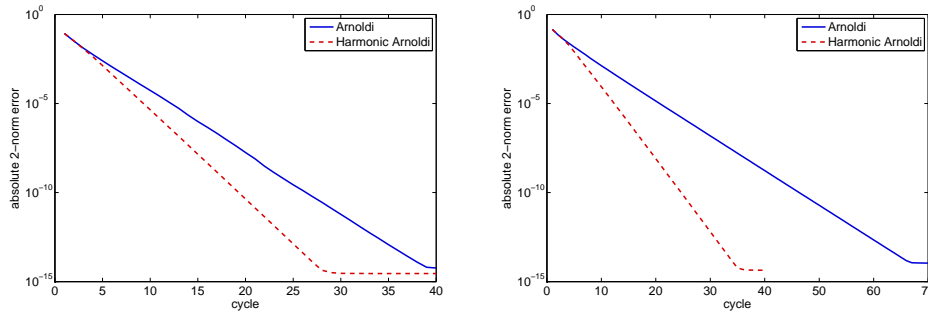 10^0
10^-5
10^-10
10^-15
0 5 10 15 20 25 30 35 40
cycle
absolute 2-norm error
Arnoldi
Harmonic Arnoldi
10^0
10^-5
10^-10
10^-15
0 10 20 30 40 50 60 70
cycle
absolute 2-norm error
Arnoldi
Harmonic Arnoldi